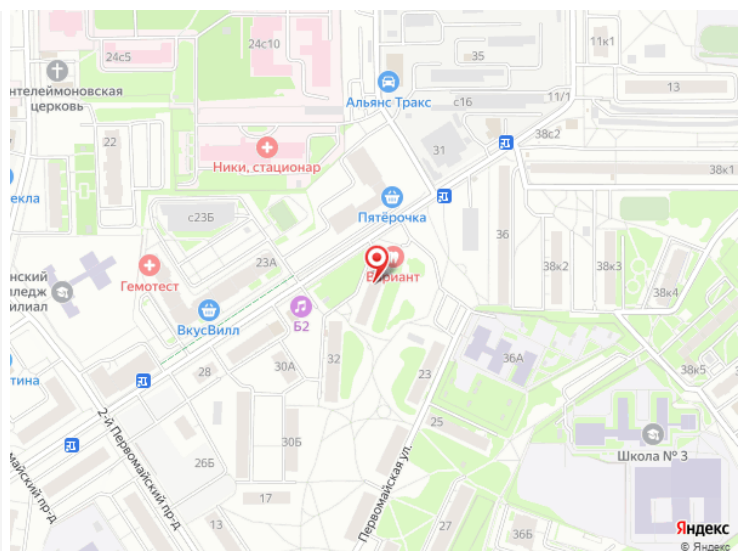 24с5
24с10
35
11к1
нтелеймоновская
церковь
Альянс Тракс
с16
11/1
13
22
31
38с2
Ники, стационар
38к1
екла
Пятёрочка
с23Б
36
23А
38к2
38к3
нский
лледж
илиал
Гемотест
Вариант
38к4
ВкусВилл
Б2
36А
32
38к5
тина
28
30А
23
2-й Первомайский пр-д
25
30Б
Школа № 3
омайский пр-д
26Б
Первомайская ул.
17
27
36Б
Яндекс
© Яндекс